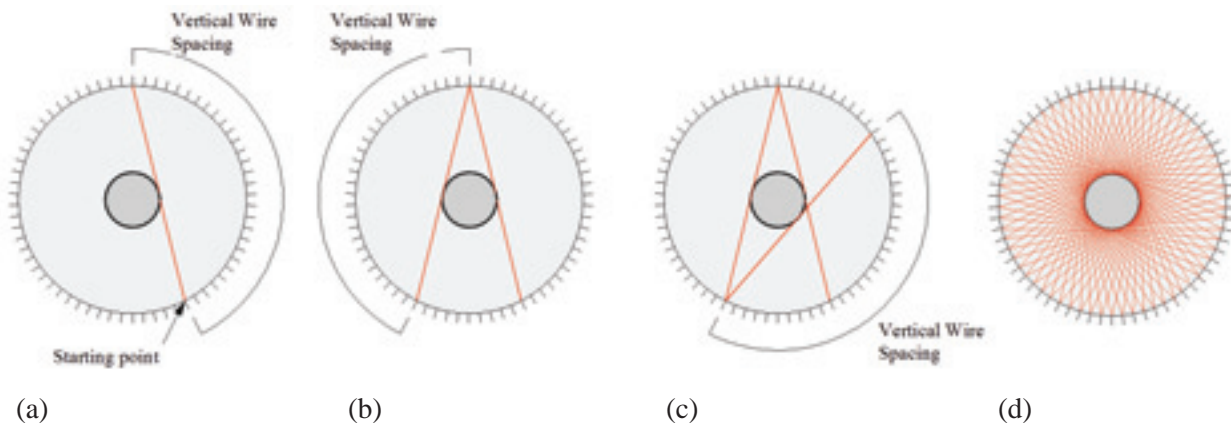 Vertical Wire
Spacing
Vertical Wire
Spacing
Starting point
Vertical Wire
Spacing
(a)
(b)
(c)
(d)